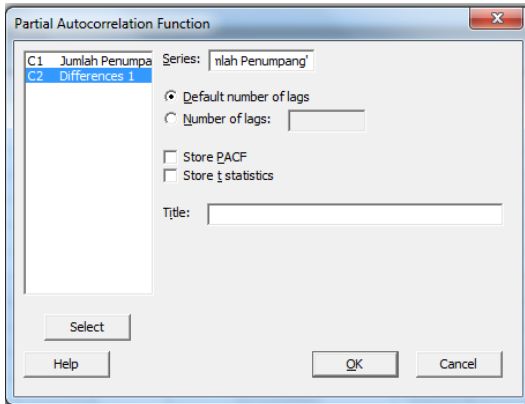 Partial Autocorrelation Function
C1 Jumlah Penumpa
C2 Differences 1
Series: nlah Penumpang'
Default number of lags
Number of lags:
Store PACF
Store t statistics
Title:
Select
Help
OK
Cancel